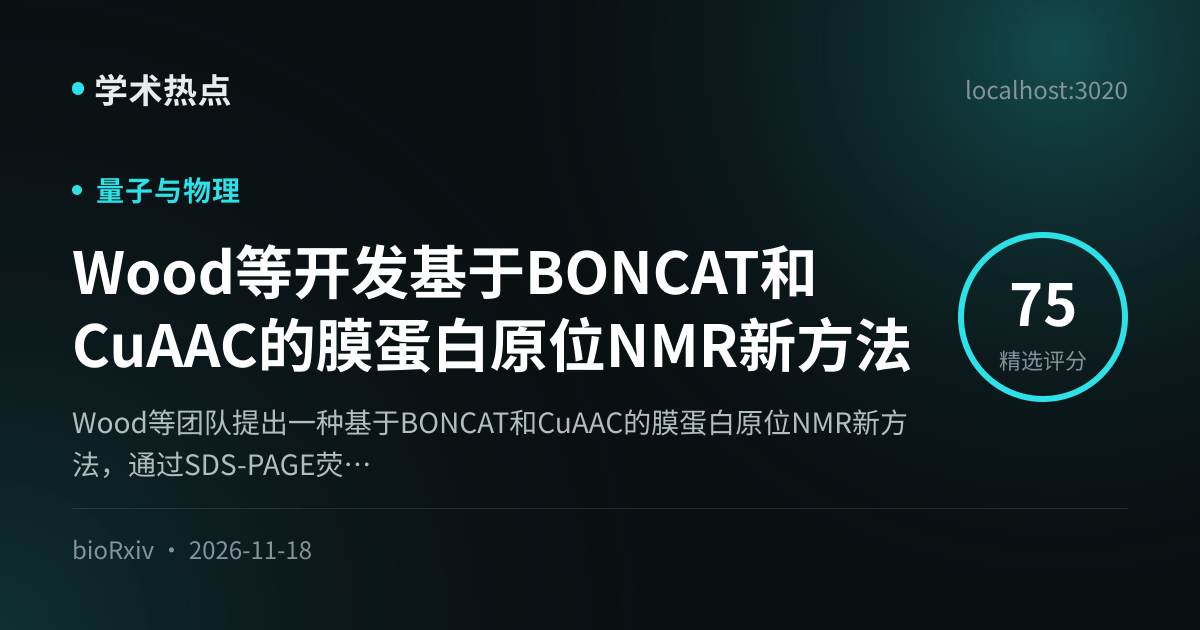 学术热点
localhost:3020
量子与物理
Wood等开发基于BONCAT和
CuAAC的膜蛋白原位NMR新方法
75
精选评分
Wood等团队提出一种基于BONCAT和CuAAC的膜蛋白原位NMR新方
法，通过SDS-PAGE荧…
bioRxiv · 2026-11-18